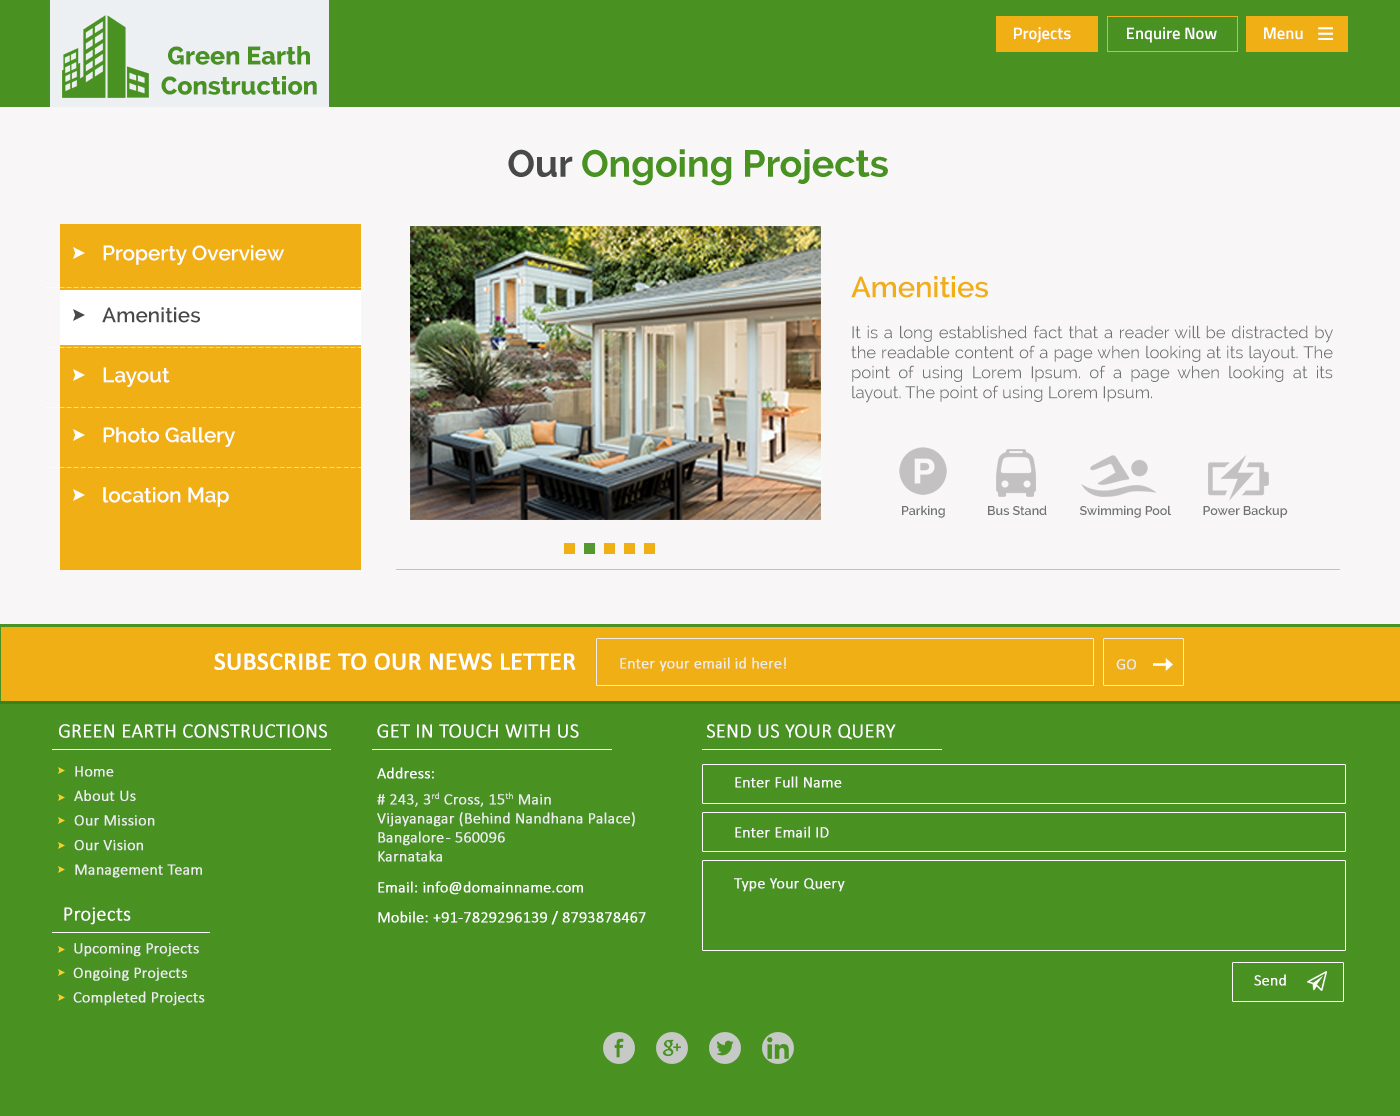 Green Earth
Construction
Projects
Enquire Now
Menu
Our Ongoing Projects
Property Overview
Amenities
Layout
Photo Gallery
location Map
Amenities
It is a long established fact that a reader will be distracted by
the readable content of a page when looking at its layout. The
point of using Lorem Ipsum. of a page when looking at its
layout. The point of using Lorem Ipsum.
P
Parking
Bus Stand
Swimming Pool
Power Backup
SUBSCRIBE TO OUR NEWS LETTER
Enter your email id here!
GO
GREEN EARTH CONSTRUCTIONS
Home
About Us
Our Mission
Our Vision
Management Team
Projects
Upcoming Projects
Ongoing Projects
Completed Projects
GET IN TOUCH WITH US
Address:
# 243, 3rd Cross, 15th Main
Vijayanagar (Behind Nandhana Palace)
Bangalore- 560096
Karnataka
Email: info@domainname.com
Mobile: +91-7829296139 / 8793878467
SEND US YOUR QUERY
Enter Full Name
Enter Email ID
Type Your Query
Send
f
g+
in